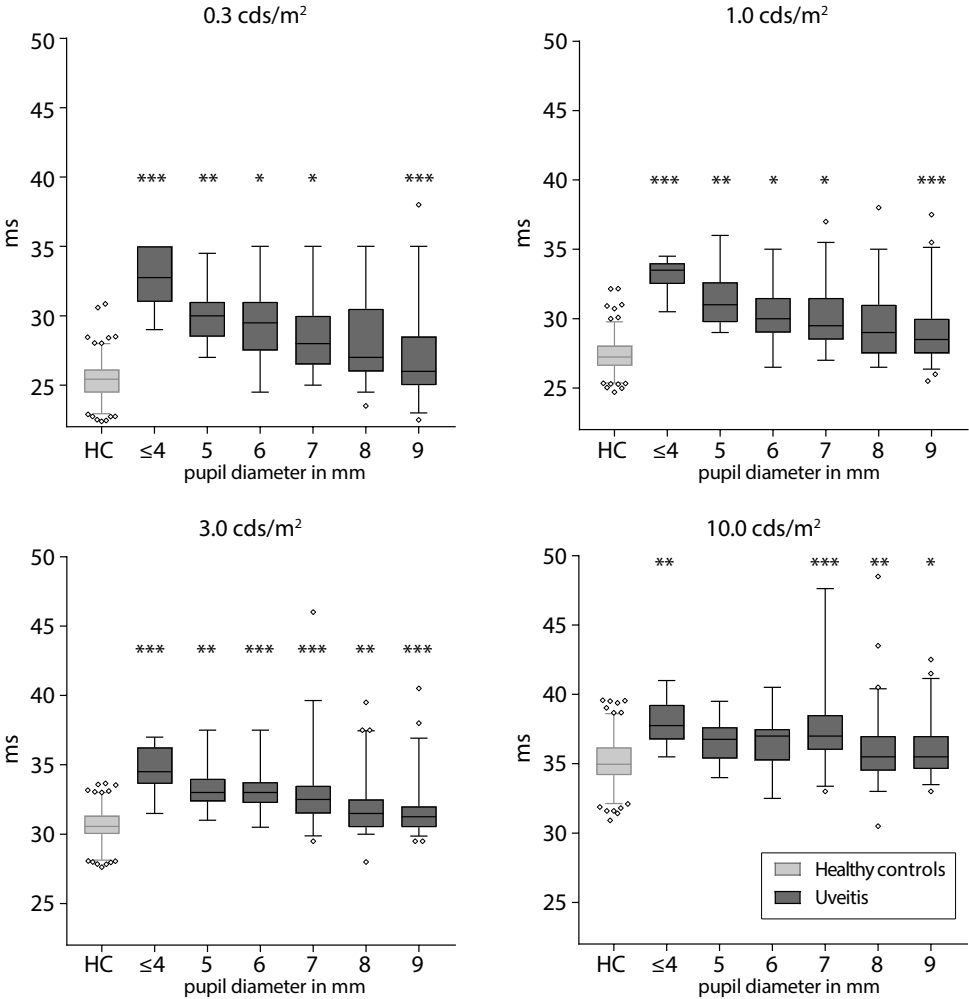 0.3 cds/m²
50
45
40
35
30
25
ms
*** ** * * ***
HC ≤4 5 6 7 8 9
pupil diameter in mm
1.0 cds/m²
50
45
40
35
30
25
ms
*** ** * * ***
HC ≤4 5 6 7 8 9
pupil diameter in mm
3.0 cds/m²
50
45
40
35
30
25
ms
*** ** *** *** ** ***
HC ≤4 5 6 7 8 9
pupil diameter in mm
10.0 cds/m²
50
45
40
35
30
25
ms
** *** ** *
Healthy controls
Uveitis
HC ≤4 5 6 7 8 9
pupil diameter in mm